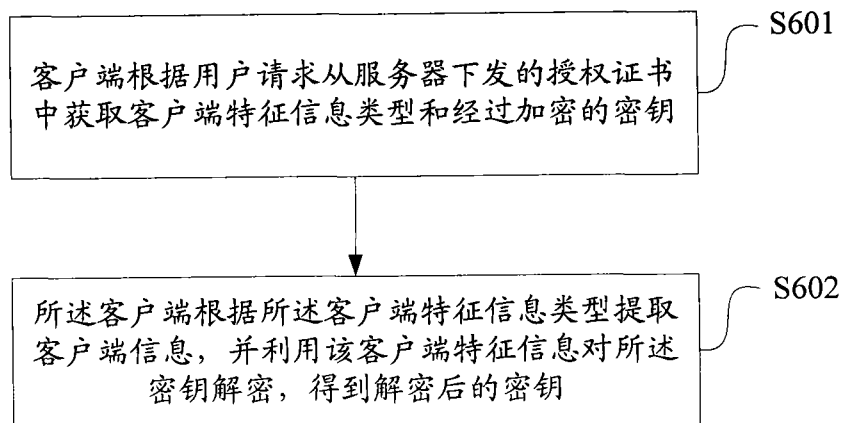 S601
客户端根据用户请求从服务器下发的授权证书
中获取客户端特征信息类型和经过加密的密钥
S602
所述客户端根据所述客户端特征信息类型提取
客户端信息，并利用该客户端特征信息对所述
密钥解密，得到解密后的密钥